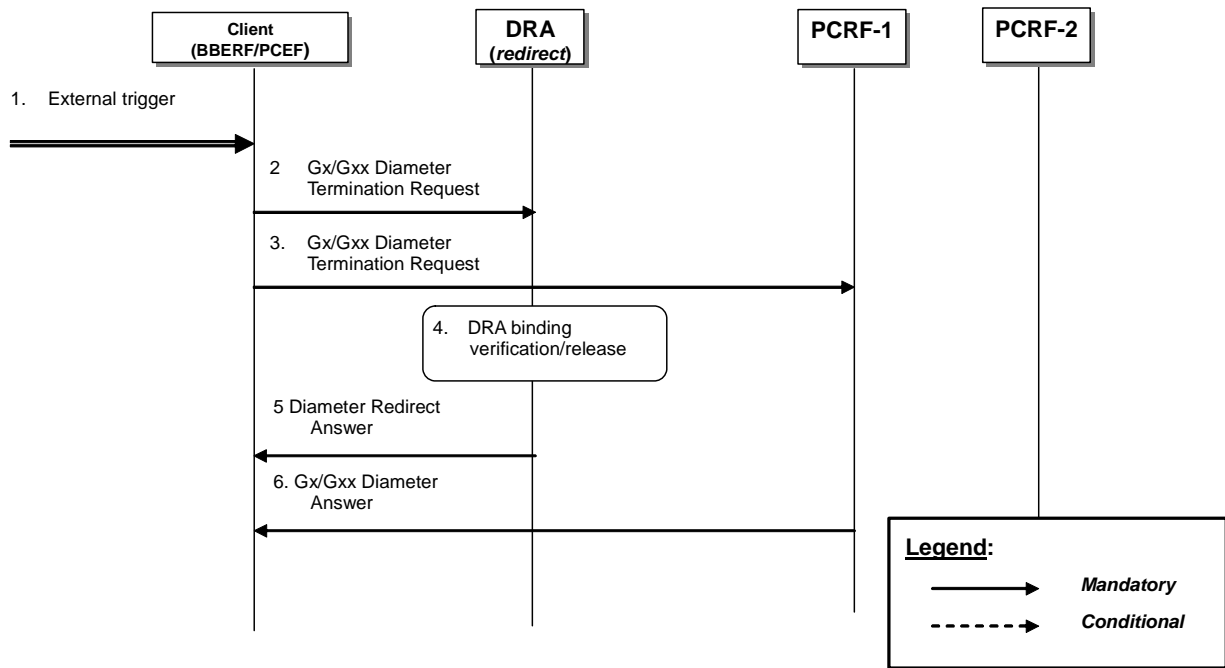 Client
(BBERF/PCEF)
DRA
(redirect)
PCRF-1
PCRF-2
1. External trigger
2 Gx/Gxx Diameter
Termination Request
3. Gx/Gxx Diameter
Termination Request
4. DRA binding
verification/release
5 Diameter Redirect
Answer
6. Gx/Gxx Diameter
Answer
Legend:
Mandatory
Conditional